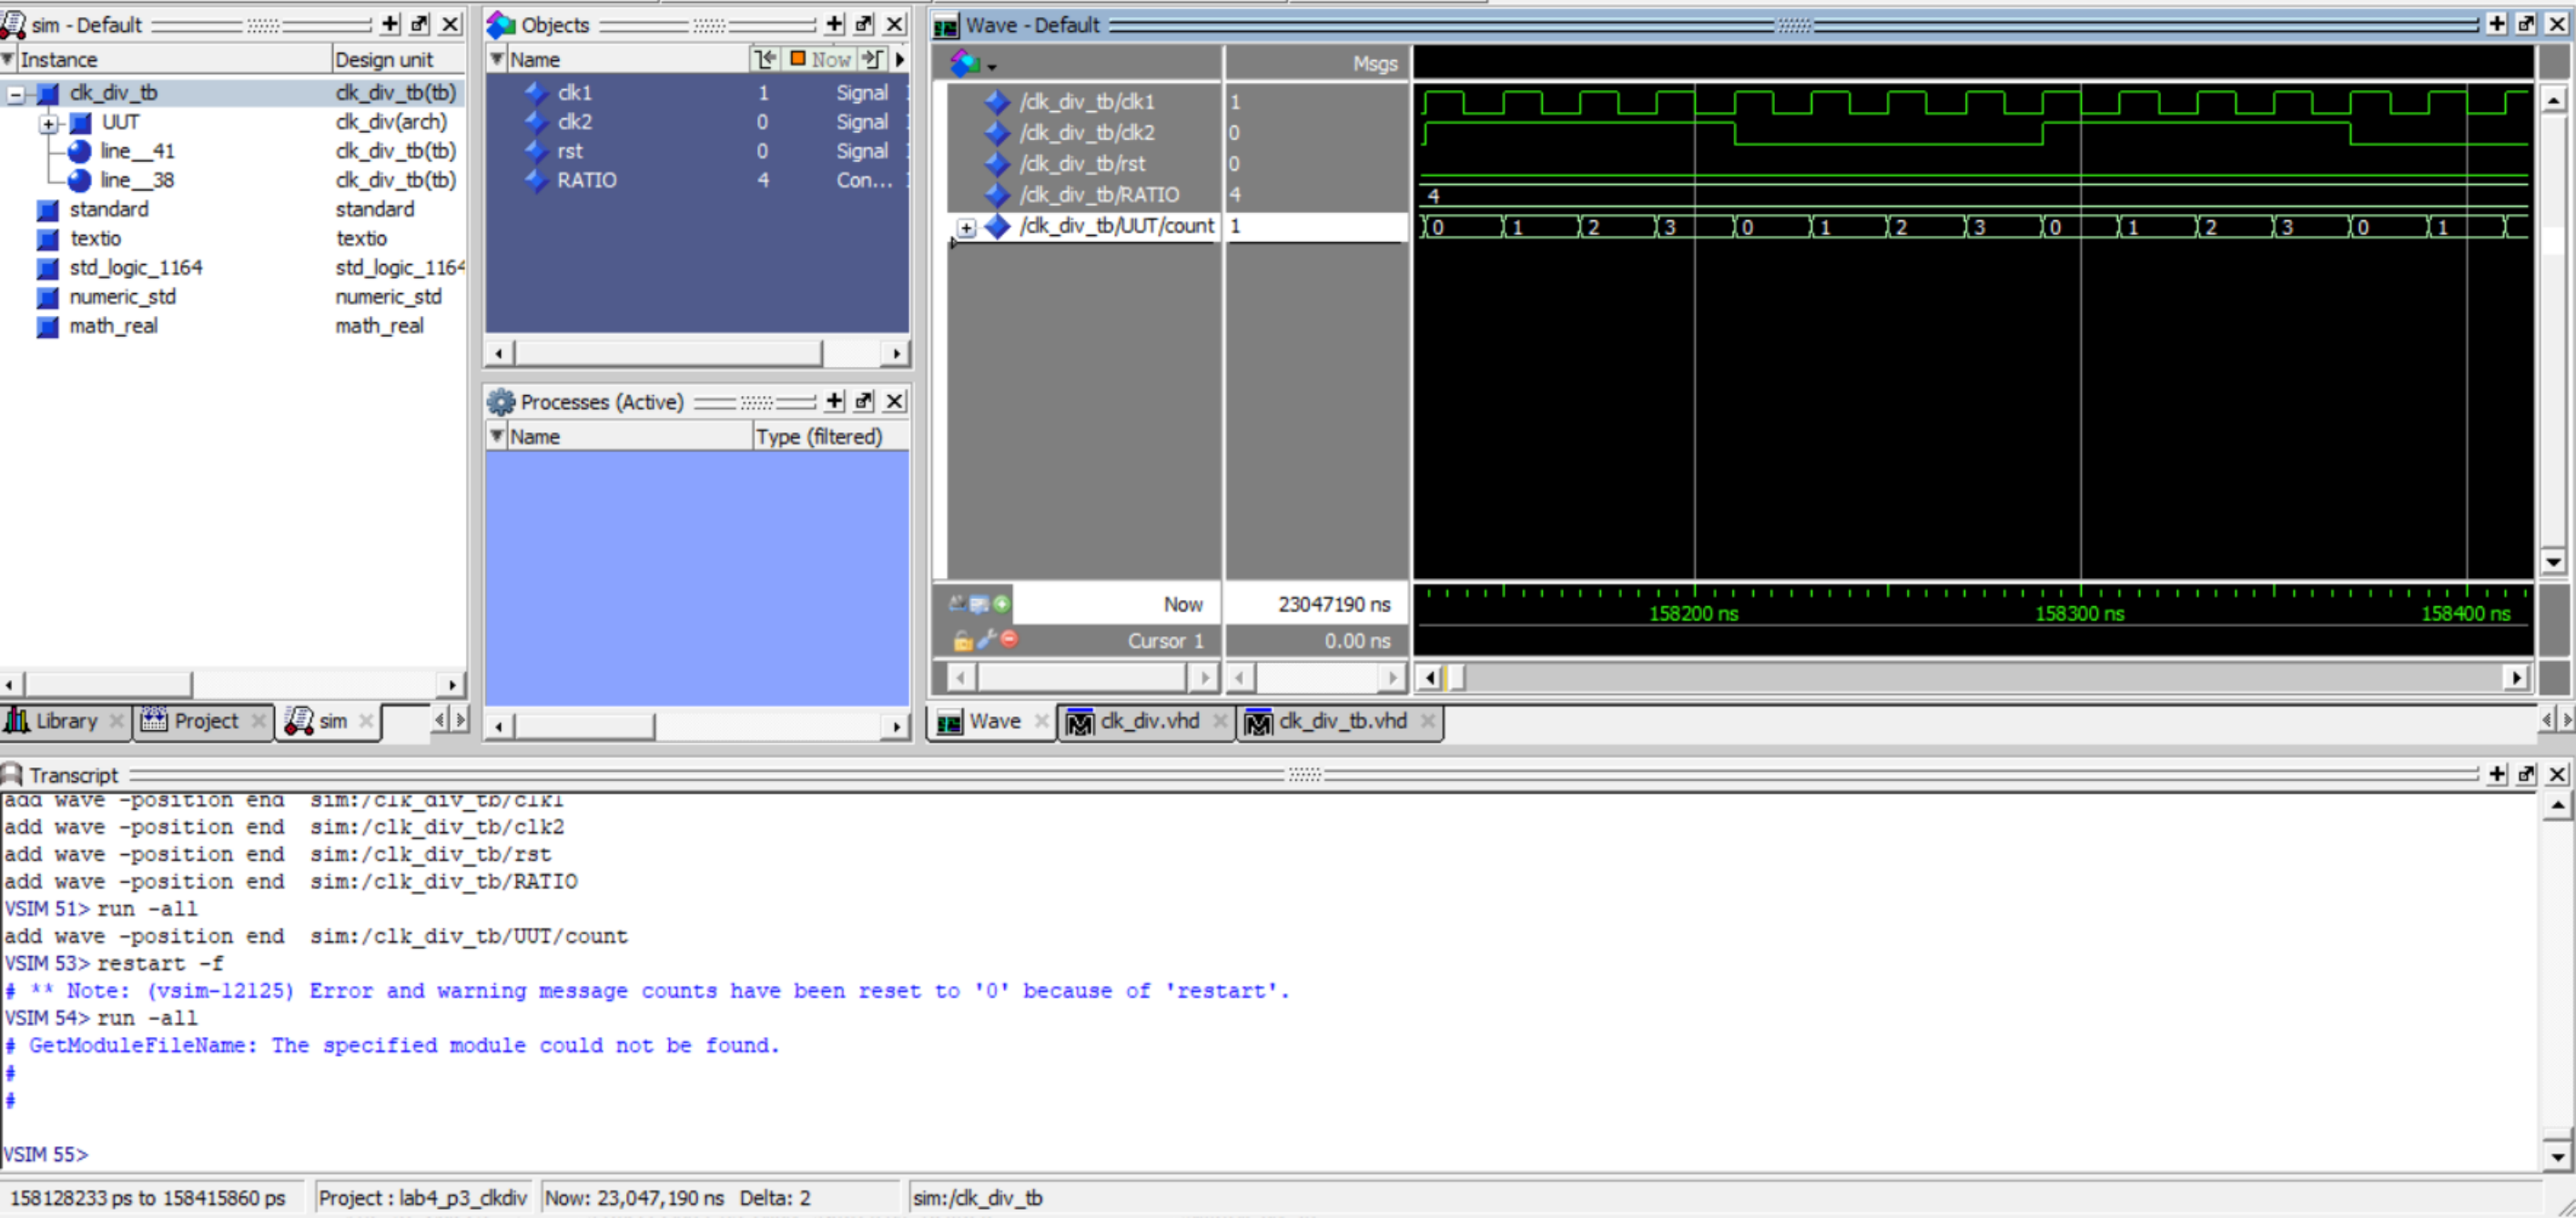 sim - Default
Instance Design unit
clk_div_tb clk_div_tb(tb)
UUT clk_div(arch)
line__41 clk_div_tb(tb)
line__38 clk_div_tb(tb)
standard standard
textio textio
std_logic_1164 std_logic_1164
numeric_std numeric_std
math_real math_real
Library Project sim
Objects
Name Now
clk1 1 Signal
clk2 0 Signal
rst 0 Signal
RATIO 4 Con...
Processes (Active)
Name Type (filtered)
Wave - Default
Msgs
/clk_div_tb/clk1 1
/clk_div_tb/clk2 0
/clk_div_tb/rst 0
/clk_div_tb/RATIO 4 4
/clk_div_tb/UUT/count 1 0 1 2 3 0 1 2 3 0 1 2 3 0 1
Now 23047190 ns 158200 ns 158300 ns 158400 ns
Cursor 1 0.00 ns
Wave clk_div.vhd clk_div_tb.vhd
Transcript
add wave -position end sim:/clk_div_tb/clk1
add wave -position end sim:/clk_div_tb/clk2
add wave -position end sim:/clk_div_tb/rst
add wave -position end sim:/clk_div_tb/RATIO
VSIM 51> run -all
add wave -position end sim:/clk_div_tb/UUT/count
VSIM 53> restart -f
# ** Note: (vsim-12125) Error and warning message counts have been reset to '0' because of 'restart'.
VSIM 54> run -all
# GetModuleFileName: The specified module could not be found.
#
#
VSIM 55>
158128233 ps to 158415860 ps Project : lab4_p3_clkdiv Now: 23,047,190 ns Delta: 2 sim:/clk_div_tb